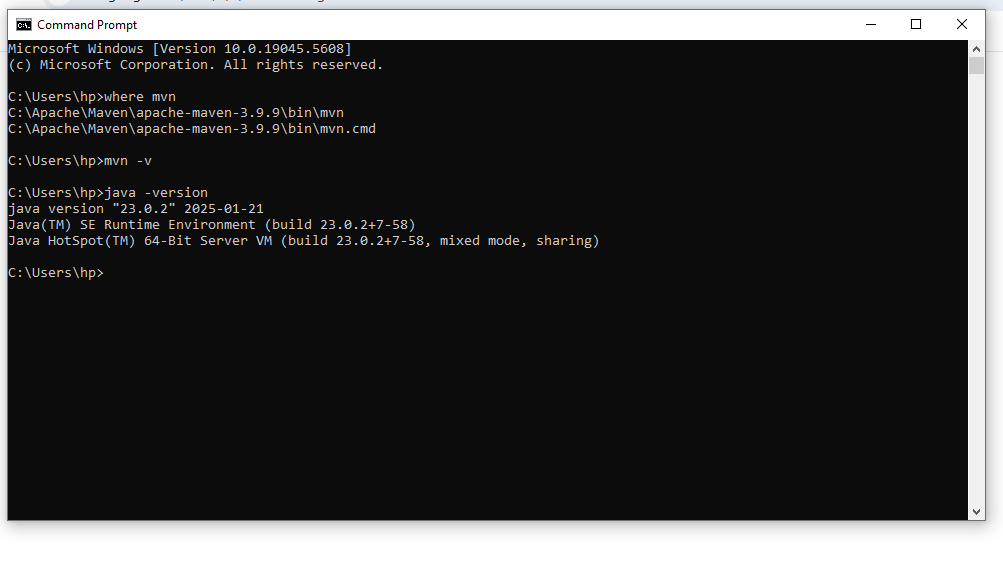 Command Prompt
Microsoft Windows [Version 10.0.19045.5608]
(c) Microsoft Corporation. All rights reserved.
C:\Users\hp>where mvn
C:\Apache\Maven\apache-maven-3.9.9\bin\mvn
C:\Apache\Maven\apache-maven-3.9.9\bin\mvn.cmd
C:\Users\hp>mvn -v
C:\Users\hp>java -version
java version "23.0.2" 2025-01-21
Java(TM) SE Runtime Environment (build 23.0.2+7-58)
Java HotSpot(TM) 64-Bit Server VM (build 23.0.2+7-58, mixed mode, sharing)
C:\Users\hp>